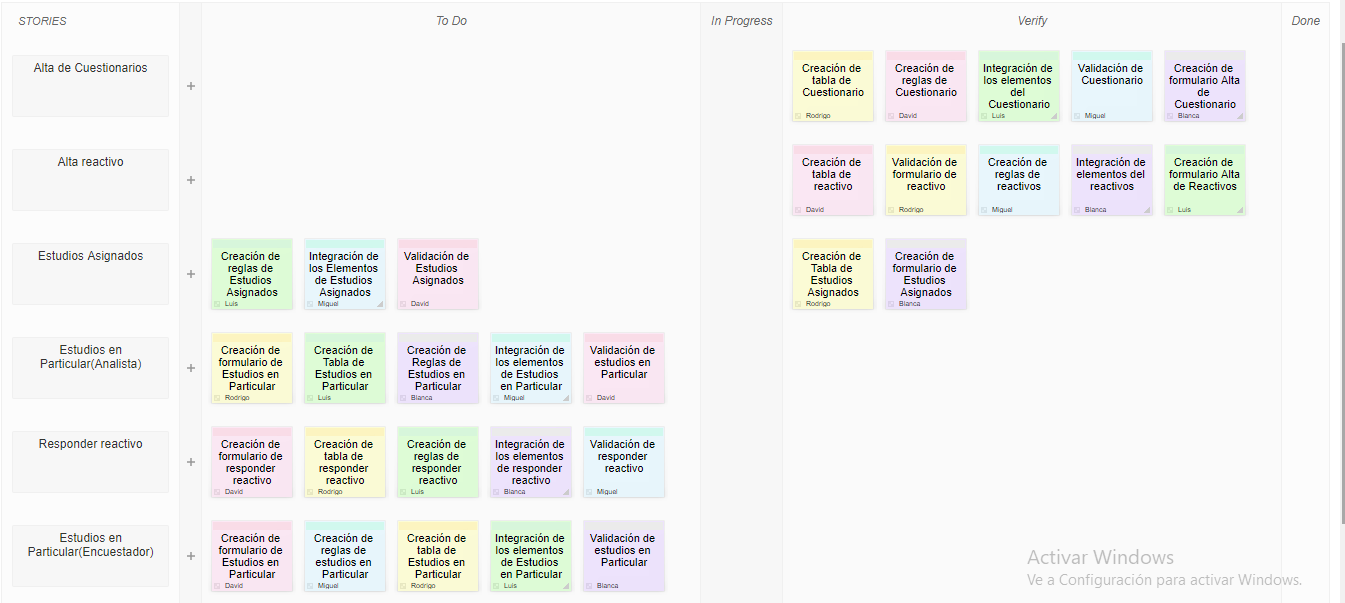 STORIES
To Do
In Progress
Verify
Done
Alta de Cuestionarios
+
Creación de
tabla de
Cuestionario
Rodrigo
Creación de
reglas de
Cuestionario
David
Integración de
los elementos
del
Cuestionario
Luis
Validación de
Cuestionario
Miguel
Creación de
formulario Alta
de
Cuestionario
Blanca
Alta reactivo
+
Creación de
tabla de
reactivo
David
Validación de
formulario de
reactivo
Rodrigo
Creación de
reglas de
reactivos
Miguel
Integración de
elementos del
reactivos
Blanca
Creación de
formulario Alta
de Reactivos
Luis
Estudios Asignados
+
Creación de
reglas de
Estudios
Asignados
Luis
Integración de
los Elementos
de Estudios
Asignados
Miguel
Validación de
Estudios
Asignados
David
Creación de
Tabla de
Estudios
Asignados
Rodrigo
Creación de
formulario de
Estudios
Asignados
Blanca
Estudios en
Particular(Analista)
+
Creación de
formulario de
Estudios en
Particular
Rodrigo
Creación de
Tabla de
Estudios en
Particular
Luis
Creación de
Reglas de
Estudios en
Particular
Blanca
Integración de
los elementos
de Estudios
en Particular
Miguel
Validación de
estudios en
Particular
David
Responder reactivo
+
Creación de
formulario de
responder
reactivo
David
Creación de
tabla de
responder
reactivo
Rodrigo
Creación de
reglas de
responder
reactivo
Luis
Integración de
los elementos
de responder
reactivo
Blanca
Validación de
responder
reactivo
Miguel
Estudios en
Particular(Encuestador)
+
Creación de
formulario de
Estudios en
Particular
David
Creación de
reglas de
estudios en
Particular
Miguel
Creación de
tabla de
Estudios en
Particular
Rodrigo
Integración de
los elementos
de Estudios
en Particular
Luis
Validación de
estudios en
Particular
Blanca
Activar Windows
Ve a Configuración para activar Windows.